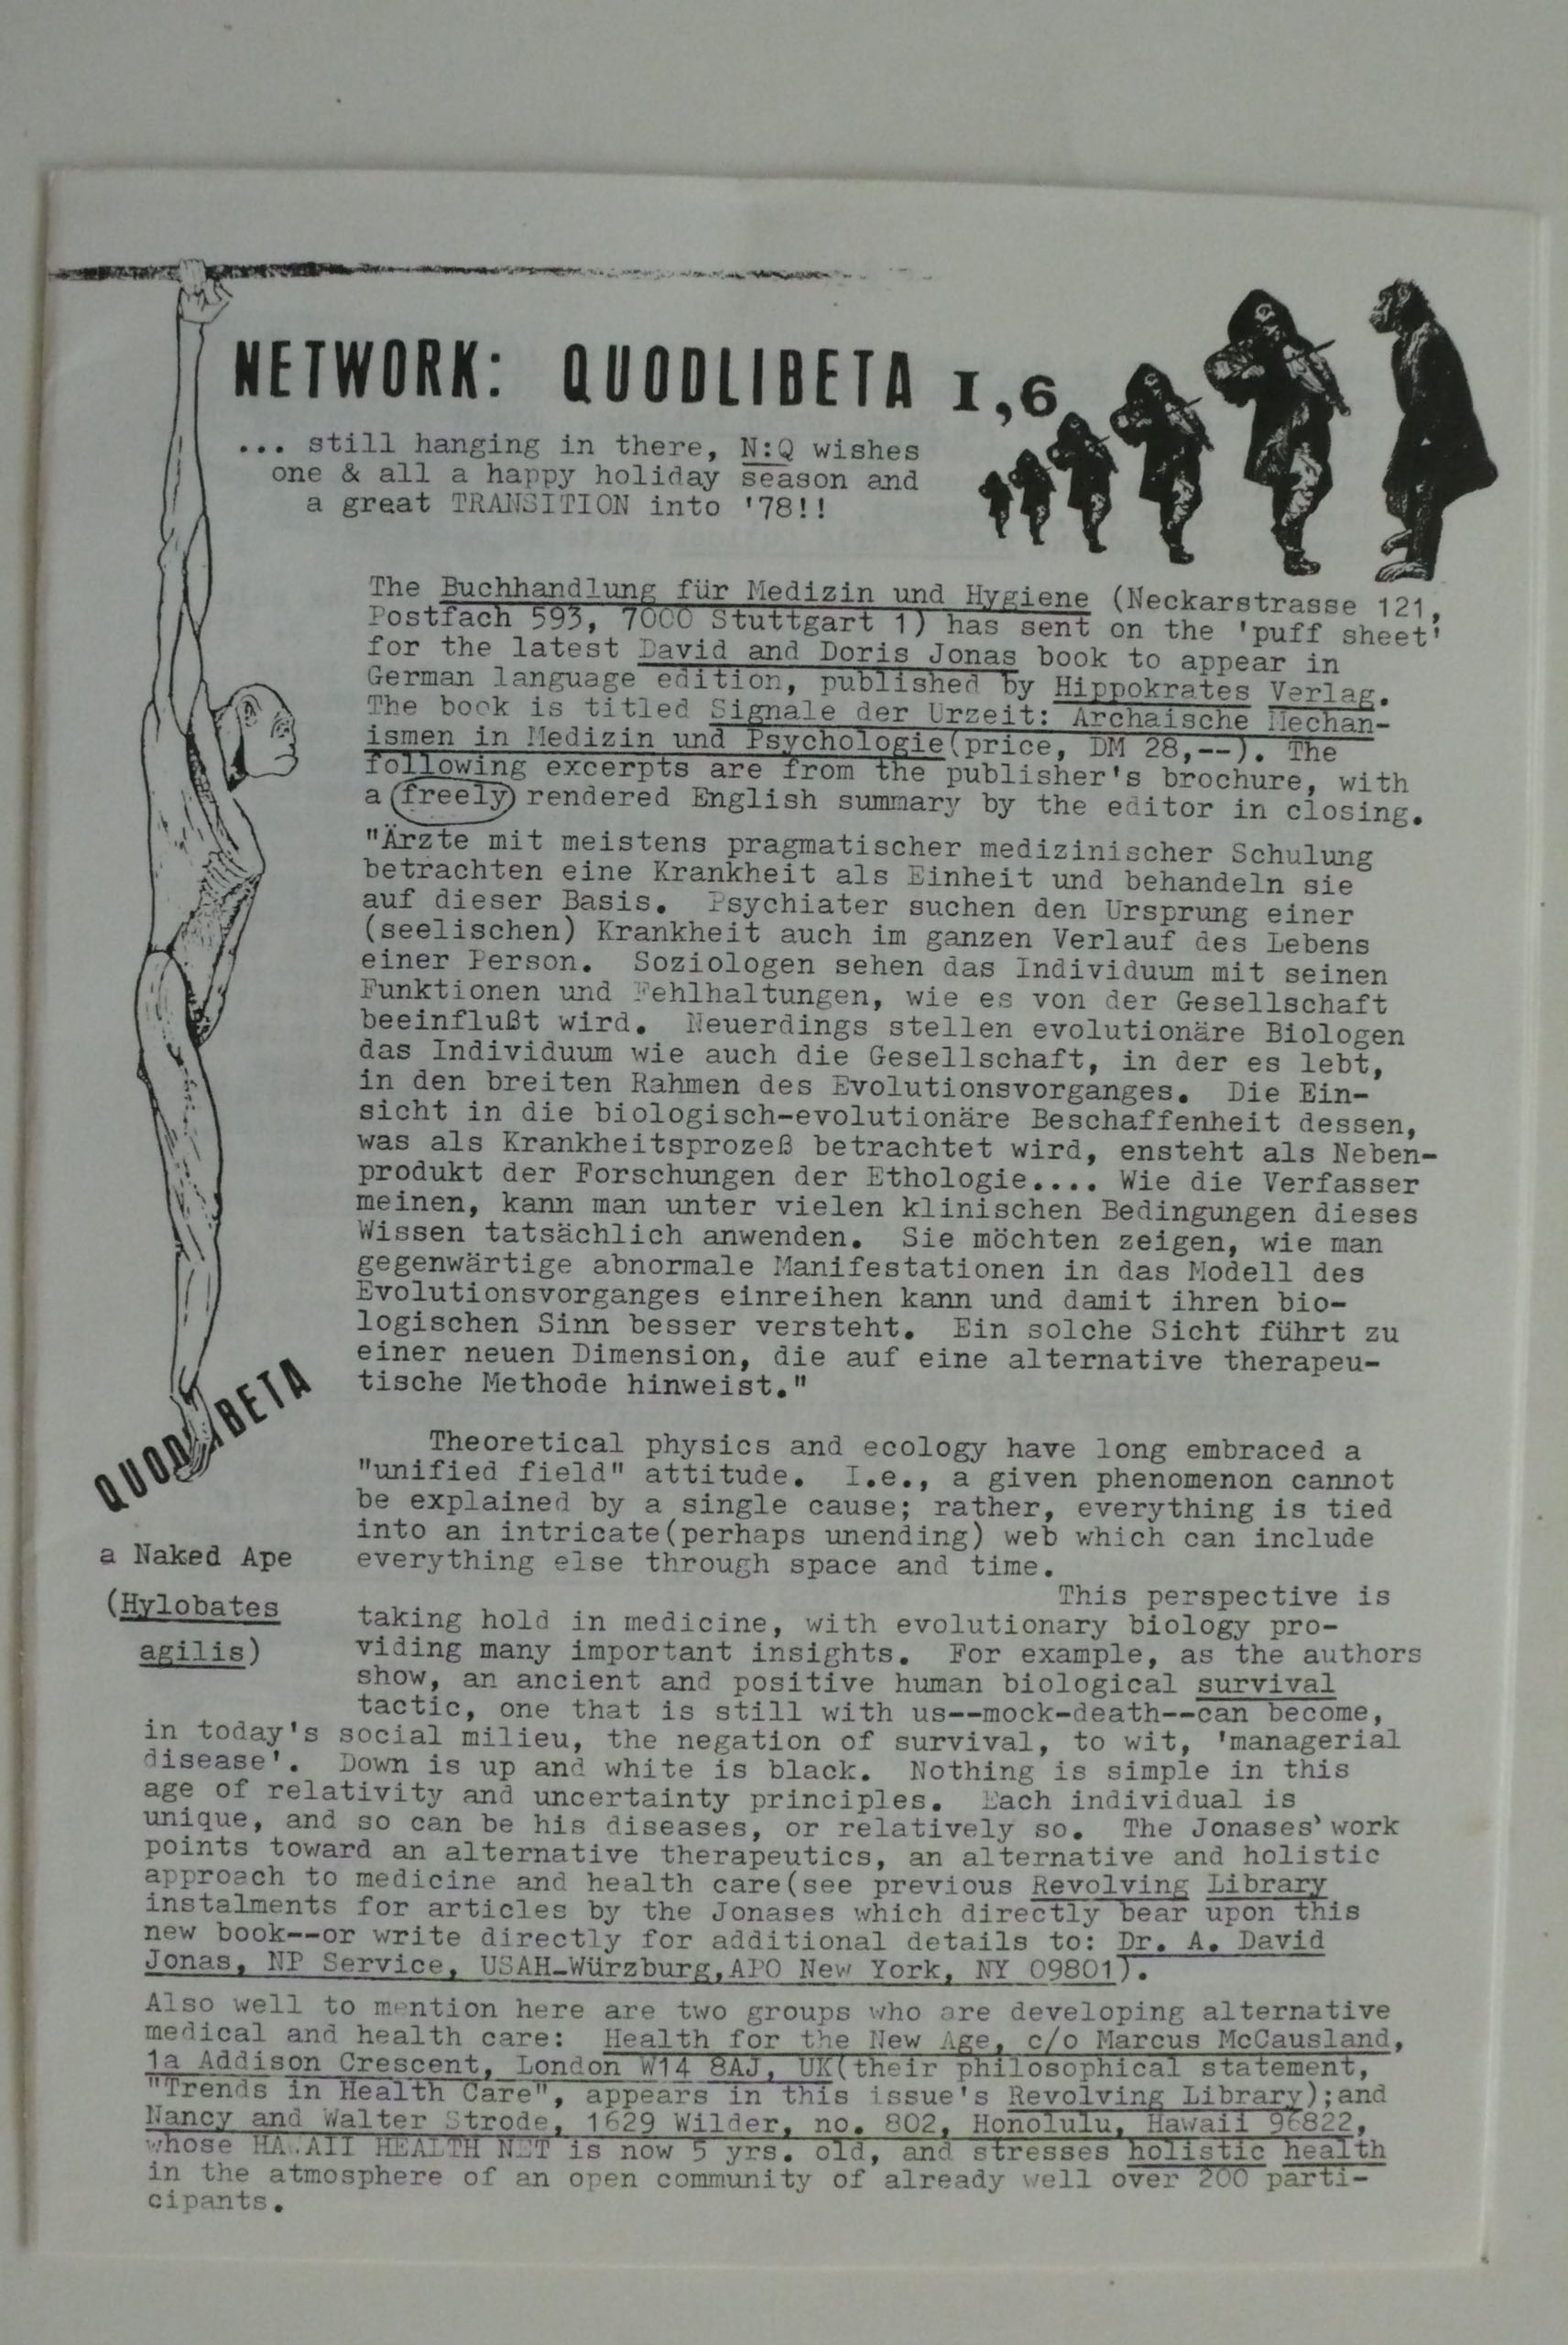 NETWORK: QUODLIBETA I,6
... still hanging in there, N:Q wishes
one & all a happy holiday season and
a great TRANSITION into '78!!
The Buchhandlung für Medizin und Hygiene (Neckarstrasse 121,
Postfach 593, 7000 Stuttgart 1) has sent on the 'puff sheet'
for the latest David and Doris Jonas book to appear in
German language edition, published by Hippokrates Verlag.
The book is titled Signale der Urzeit: Archaische Mechan-
ismen in Medizin und Psychologie(price, DM 28,--). The
following excerpts are from the publisher's brochure, with
a freely rendered English summary by the editor in closing.
"Ärzte mit meistens pragmatischer medizinischer Schulung
betrachten eine Krankheit als Einheit und behandeln sie
auf dieser Basis. Psychiater suchen den Ursprung einer
(seelischen) Krankheit auch im ganzen Verlauf des Lebens
einer Person. Soziologen sehen das Individuum mit seinen
Funktionen und Fehlhaltungen, wie es von der Gesellschaft
beeinflußt wird. Neuerdings stellen evolutionäre Biologen
das Individuum wie auch die Gesellschaft, in der es lebt,
in den breiten Rahmen des Evolutionsvorganges. Die Ein-
sicht in die biologisch-evolutionäre Beschaffenheit dessen,
was als Krankheitsprozeß betrachtet wird, ensteht als Neben-
produkt der Forschungen der Ethologie.... Wie die Verfasser
meinen, kann man unter vielen klinischen Bedingungen dieses
Wissen tatsächlich anwenden. Sie möchten zeigen, wie man
gegenwärtige abnormale Manifestationen in das Modell des
Evolutionsvorganges einreihen kann und damit ihren bio-
logischen Sinn besser versteht. Ein solche Sicht führt zu
einer neuen Dimension, die auf eine alternative therapeu-
tische Methode hinweist."
QUODLIBETA
a Naked Ape
(Hylobates
agilis)
Theoretical physics and ecology have long embraced a
"unified field" attitude. I.e., a given phenomenon cannot
be explained by a single cause; rather, everything is tied
into an intricate(perhaps unending) web which can include
everything else through space and time.
This perspective is
taking hold in medicine, with evolutionary biology pro-
viding many important insights. For example, as the authors
show, an ancient and positive human biological survival
tactic, one that is still with us--mock-death--can become,
in today's social milieu, the negation of survival, to wit, 'managerial
disease'. Down is up and white is black. Nothing is simple in this
age of relativity and uncertainty principles. Each individual is
unique, and so can be his diseases, or relatively so. The Jonases' work
points toward an alternative therapeutics, an alternative and holistic
approach to medicine and health care(see previous Revolving Library
instalments for articles by the Jonases which directly bear upon this
new book--or write directly for additional details to: Dr. A. David
Jonas, NP Service, USAH-Würzburg,APO New York, NY 09801).
Also well to mention here are two groups who are developing alternative
medical and health care: Health for the New Age, c/o Marcus McCausland,
1a Addison Crescent, London W14 8AJ, UK(their philosophical statement,
"Trends in Health Care", appears in this issue's Revolving Library);and
Nancy and Walter Strode, 1629 Wilder, no. 802, Honolulu, Hawaii 96822,
whose HAWAII HEALTH NET is now 5 yrs. old, and stresses holistic health
in the atmosphere of an open community of already well over 200 parti-
cipants.